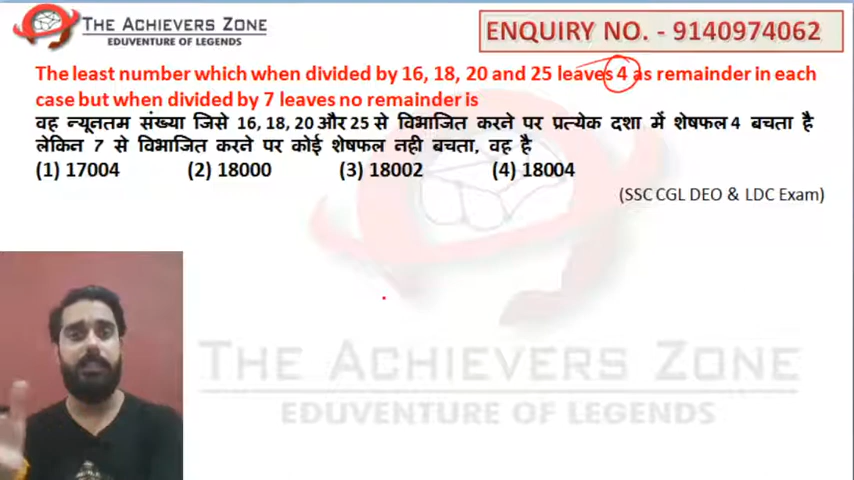 THE ACHIEVERS ZONE
EDUVENTURE OF LEGENDS
ENQUIRY NO. - 9140974062
The least number which when divided by 16, 18, 20 and 25 leaves 4 as remainder in each
case but when divided by 7 leaves no remainder is
वह न्यूनतम संख्या जिसे 16, 18, 20 और 25 से विभाजित करने पर प्रत्येक दशा में शेषफल 4 बचता है
लेकिन 7 से विभाजित करने पर कोई शेषफल नही बचता, वह है
(1) 17004 (2) 18000 (3) 18002 (4) 18004
(SSC CGL DEO & LDC Exam)
THE ACHIEVERS ZONE
EDUVENTURE OF LEGENDS